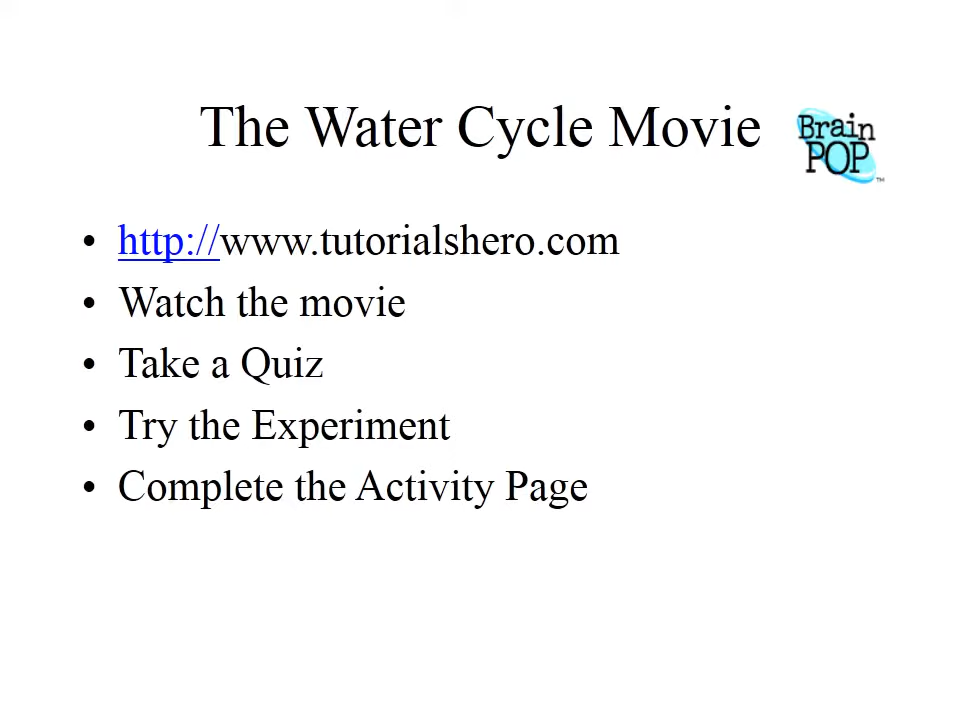 The Water Cycle Movie
Brain
POP
™
• http://www.tutorialshero.com
• Watch the movie
• Take a Quiz
• Try the Experiment
• Complete the Activity Page